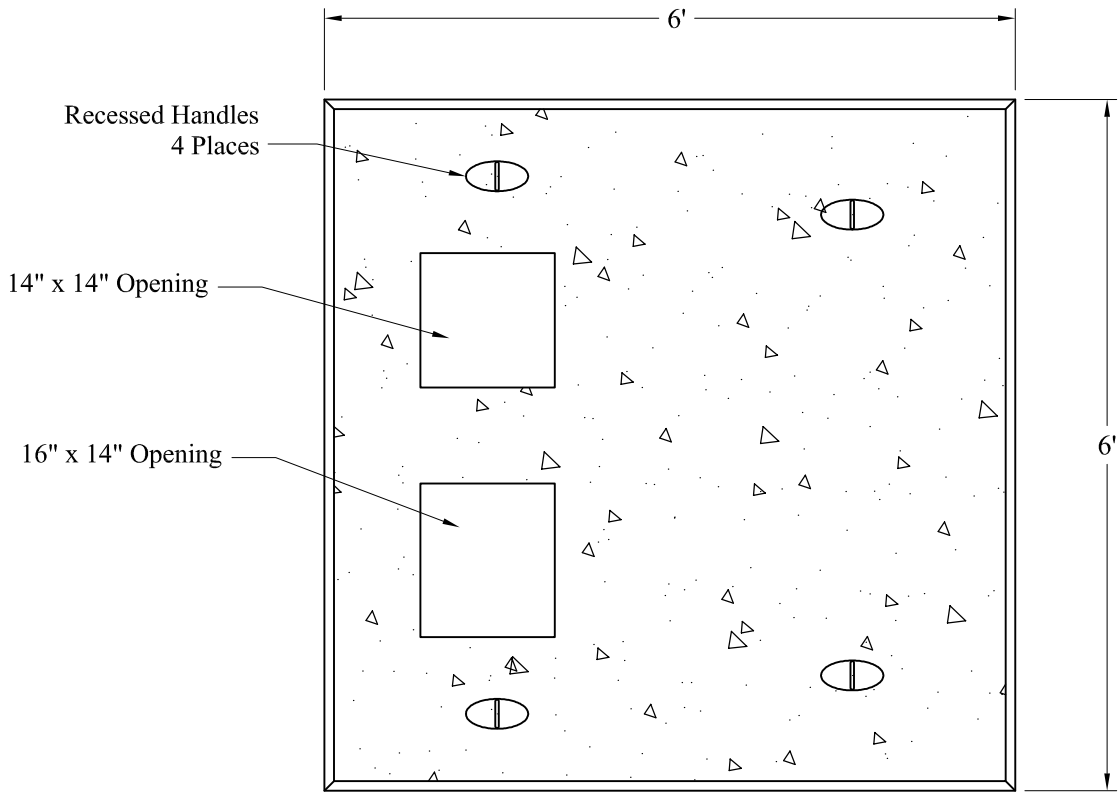 6'
Recessed Handles
4 Places
14" x 14" Opening
16" x 14" Opening
6'